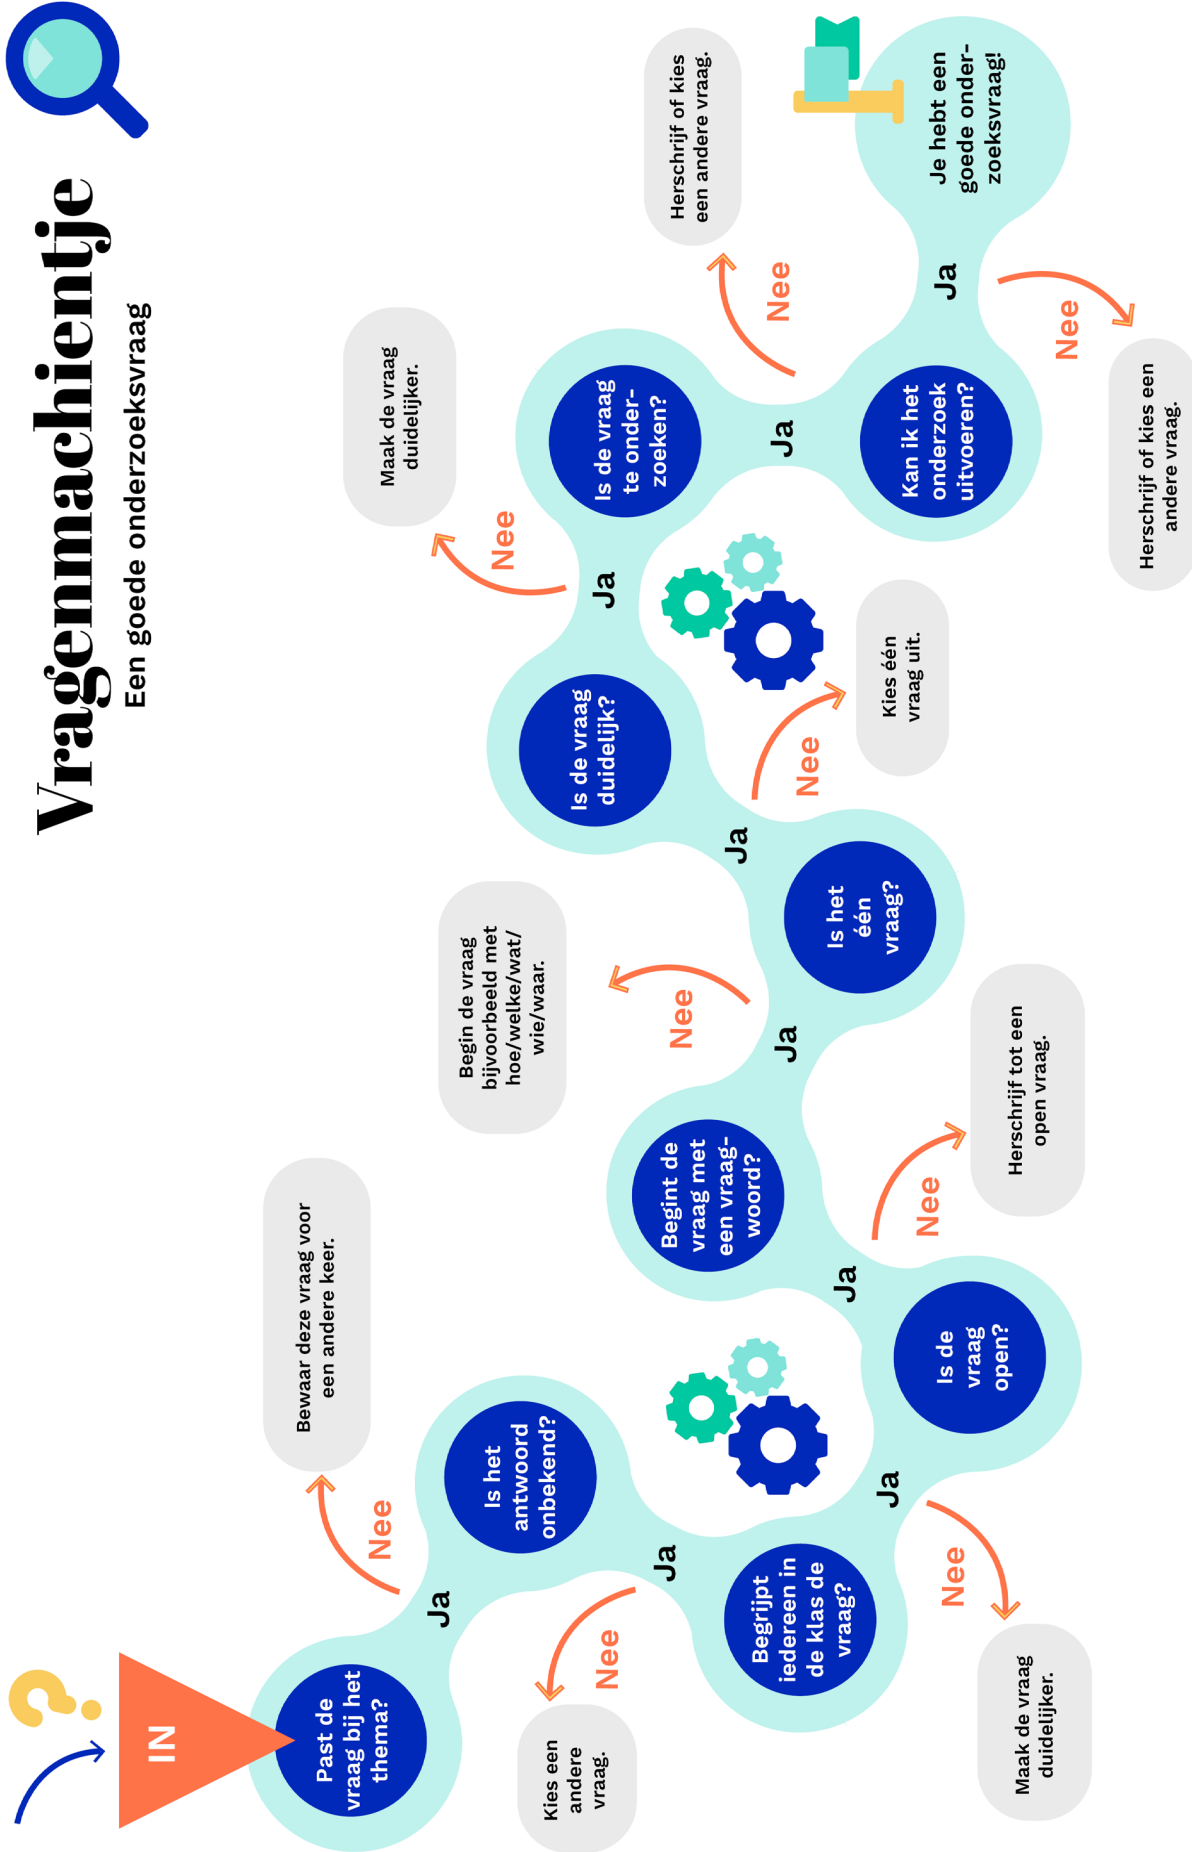 Vragenmachientje
Een goede onderzoeksvraag
IN
Past de
vraag bij het
thema?
Ja
Nee
Bewaar deze vraag voor
een andere keer.
Is het
antwoord
onbekend?
Ja
Nee
Kies een
andere
vraag.
Begrijpt
iedereen in
de klas de
vraag?
Ja
Nee
Maak de vraag
duidelijker.
Is de
vraag
open?
Ja
Nee
Herschrijf tot een
open vraag.
Begint de
vraag met
een vraag-
woord?
Ja
Nee
Begin de vraag
bijvoorbeeld met
hoe/welke/wat/
wie/waar.
Is het
één
vraag?
Ja
Nee
Kies één
vraag uit.
Is de vraag
duidelijk?
Ja
Nee
Maak de vraag
duidelijker.
Is de vraag
te onder-
zoeken?
Ja
Nee
Herschrijf of kies
een andere vraag.
Kan ik het
onderzoek
uitvoeren?
Ja
Nee
Herschrijf of kies een
andere vraag.
Je hebt een
goede onder-
zoeksvraag!